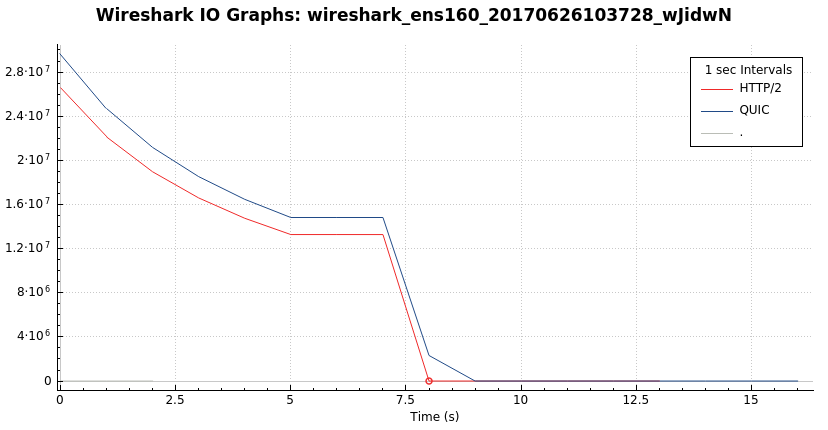 Wireshark IO Graphs: wireshark_ens160_20170626103728_wJidwN
1 sec Intervals
HTTP/2
QUIC
.
2.8·10⁷
2.4·10⁷
2·10⁷
1.6·10⁷
1.2·10⁷
8·10⁶
4·10⁶
0
0 2.5 5 7.5 10 12.5 15
Time (s)